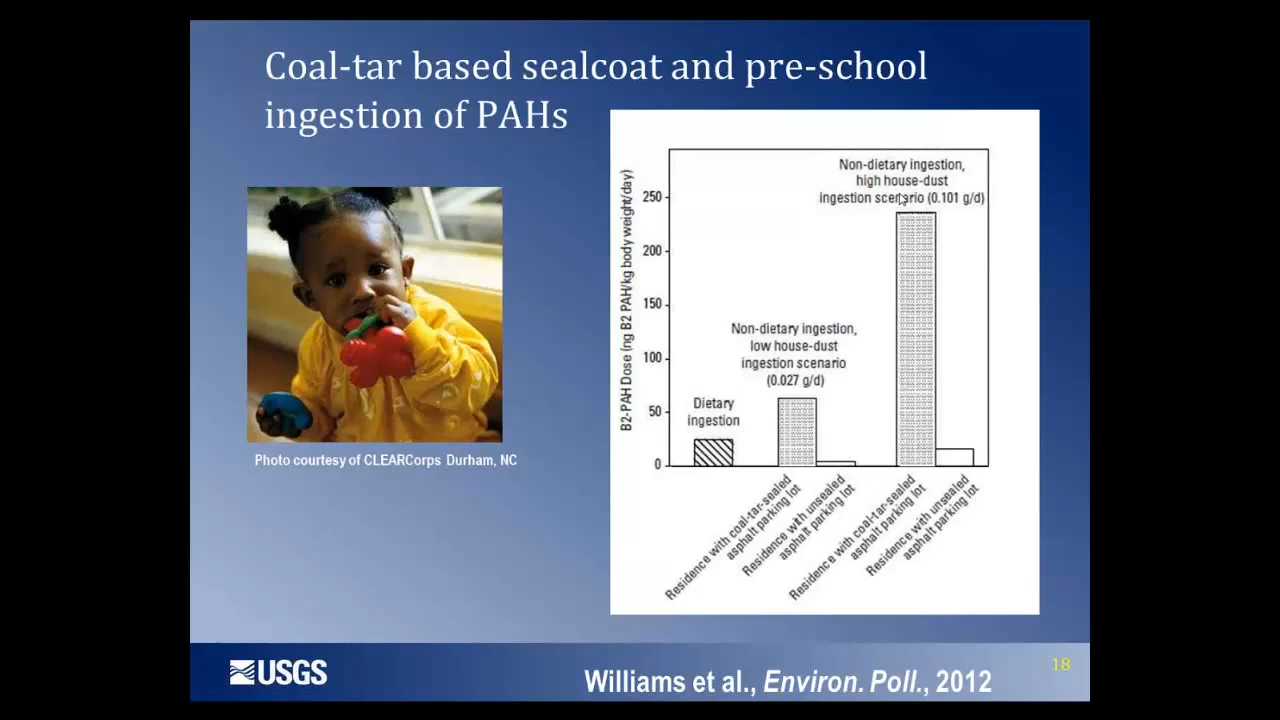 Coal-tar based sealcoat and pre-school
ingestion of PAHs
Photo courtesy of CLEARCorps Durham, NC
B2-PAH Dose (ng B2 PAH/kg body weight/day)
250
200
150
100
50
0
Dietary
ingestion
Non-dietary ingestion,
low house-dust
ingestion scenario
(0.027 g/d)
Non-dietary ingestion,
high house-dust
ingestion scenario (0.101 g/d)
Residence with coal-tar-sealed
asphalt parking lot
Residence with unsealed
asphalt parking lot
Residence with coal-tar-sealed
asphalt parking lot
Residence with unsealed
asphalt parking lot
USGS
Williams et al., Environ. Poll., 2012
18